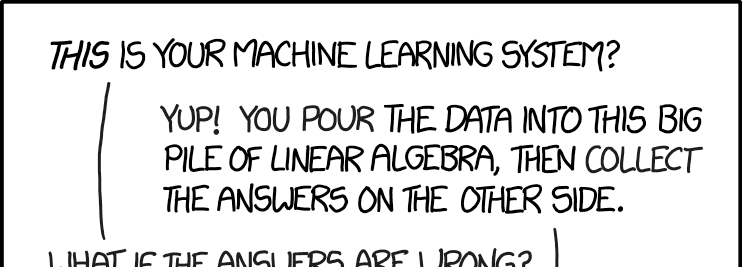 THIS IS YOUR MACHINE LEARNING SYSTEM?
YUP! YOU POUR THE DATA INTO THIS BIG
PILE OF LINEAR ALGEBRA, THEN COLLECT
THE ANSWERS ON THE OTHER SIDE.
WHAT IF THE ANSWERS ARE WRONG?